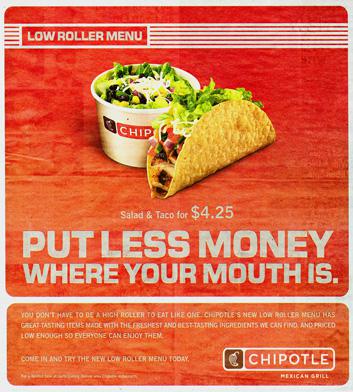 LOW ROLLER MENU
CHIPO
Salad & Taco for $4.25
PUT LESS MONEY
WHERE YOUR MOUTH IS.
YOU DON'T HAVE TO BE A HIGH ROLLER TO EAT LIKE ONE. CHIPOTLE'S NEW LOW ROLLER MENU HAS
GREAT-TASTING ITEMS MADE WITH THE FRESHEST AND BEST-TASTING INGREDIENTS WE CAN FIND, AND PRICED
LOW ENOUGH SO EVERYONE CAN ENJOY THEM.
COME IN AND TRY THE NEW LOW ROLLER MENU TODAY.
CHIPOTLE
MEXICAN GRILL